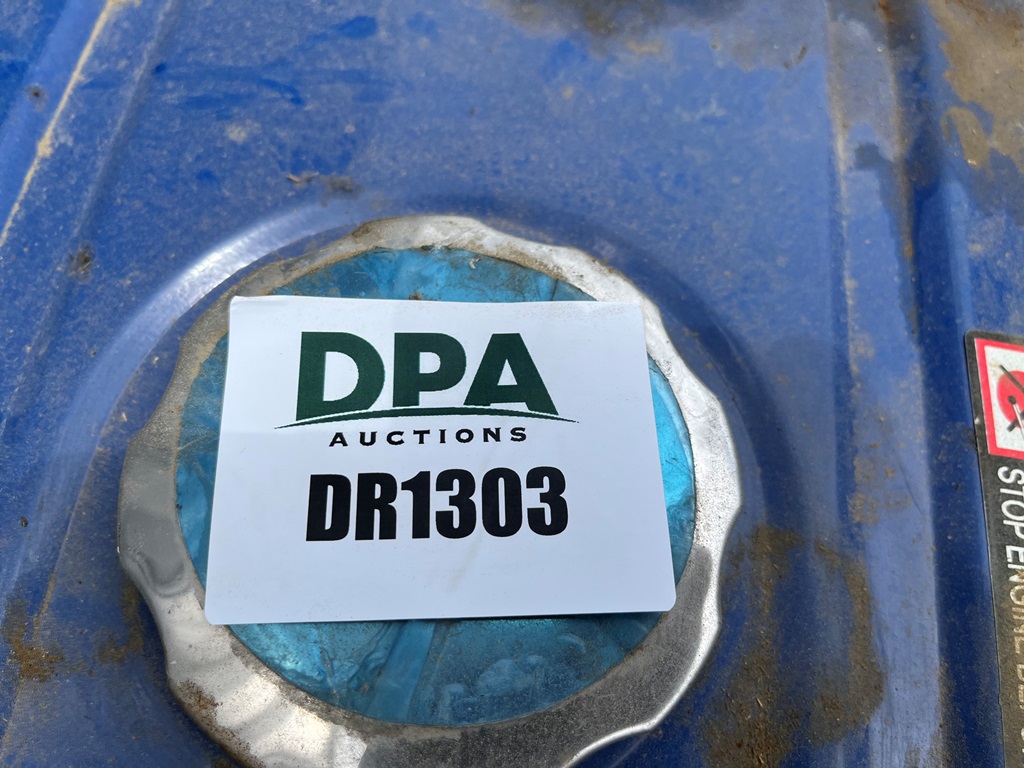 DPA
AUCTIONS
DR1303
STOP ENGINE